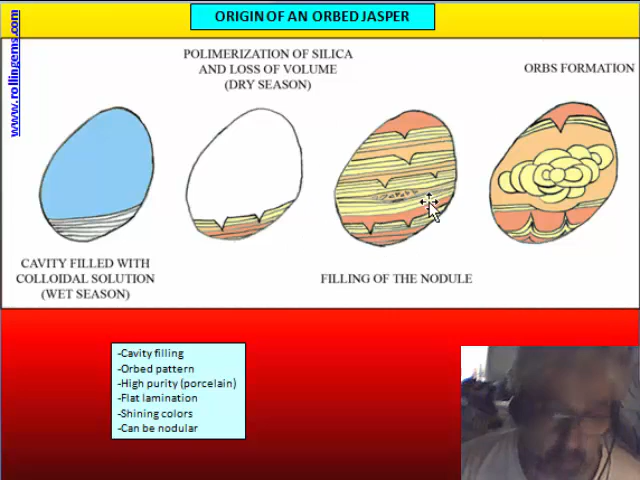 ORIGIN OF AN ORBED JASPER
www.rollingems.com
POLIMERIZATION OF SILICA
AND LOSS OF VOLUME
(DRY SEASON)
ORBS FORMATION
CAVITY FILLED WITH
COLLOIDAL SOLUTION
(WET SEASON)
FILLING OF THE NODULE
-Cavity filling
-Orbed pattern
-High purity (porcelain)
-Flat lamination
-Shining colors
-Can be nodular